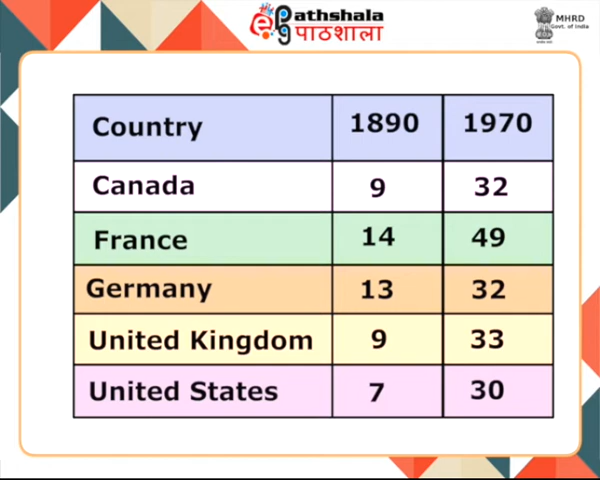 ePathshala
पाठशाला
MHRD
Govt. of India
Country 1890 1970
Canada 9 32
France 14 49
Germany 13 32
United Kingdom 9 33
United States 7 30